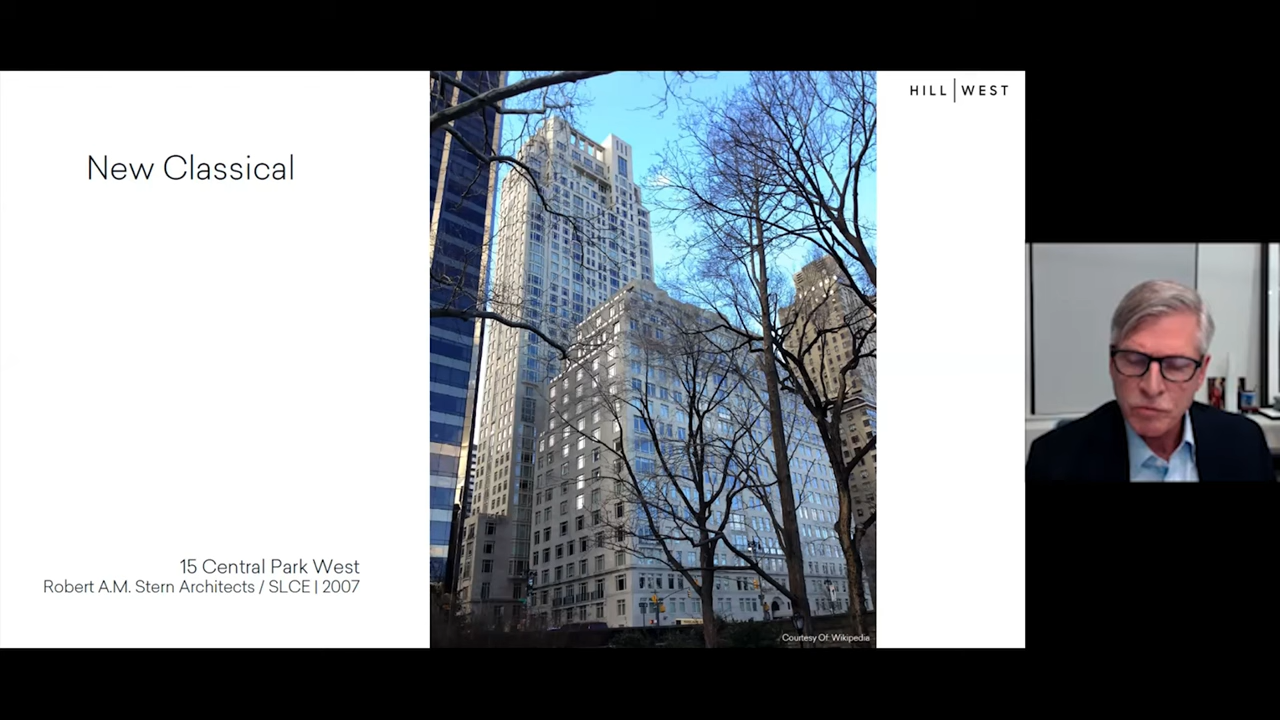 HILL | WEST
New Classical
15 Central Park West
Robert A.M. Stern Architects / SLCE | 2007
Courtesy Of: Wikipedia